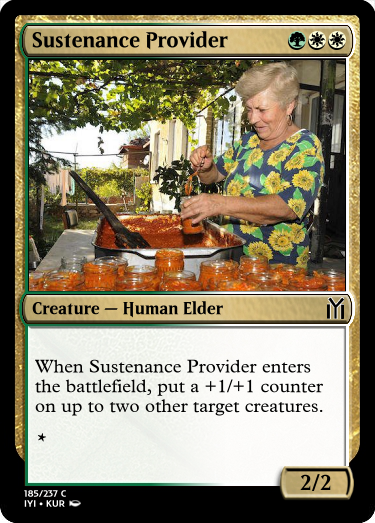 Sustenance Provider
Creature — Human Elder
When Sustenance Provider enters
the battlefield, put a +1/+1 counter
on up to two other target creatures.
*
2/2
185/237 C
IYI • KUR